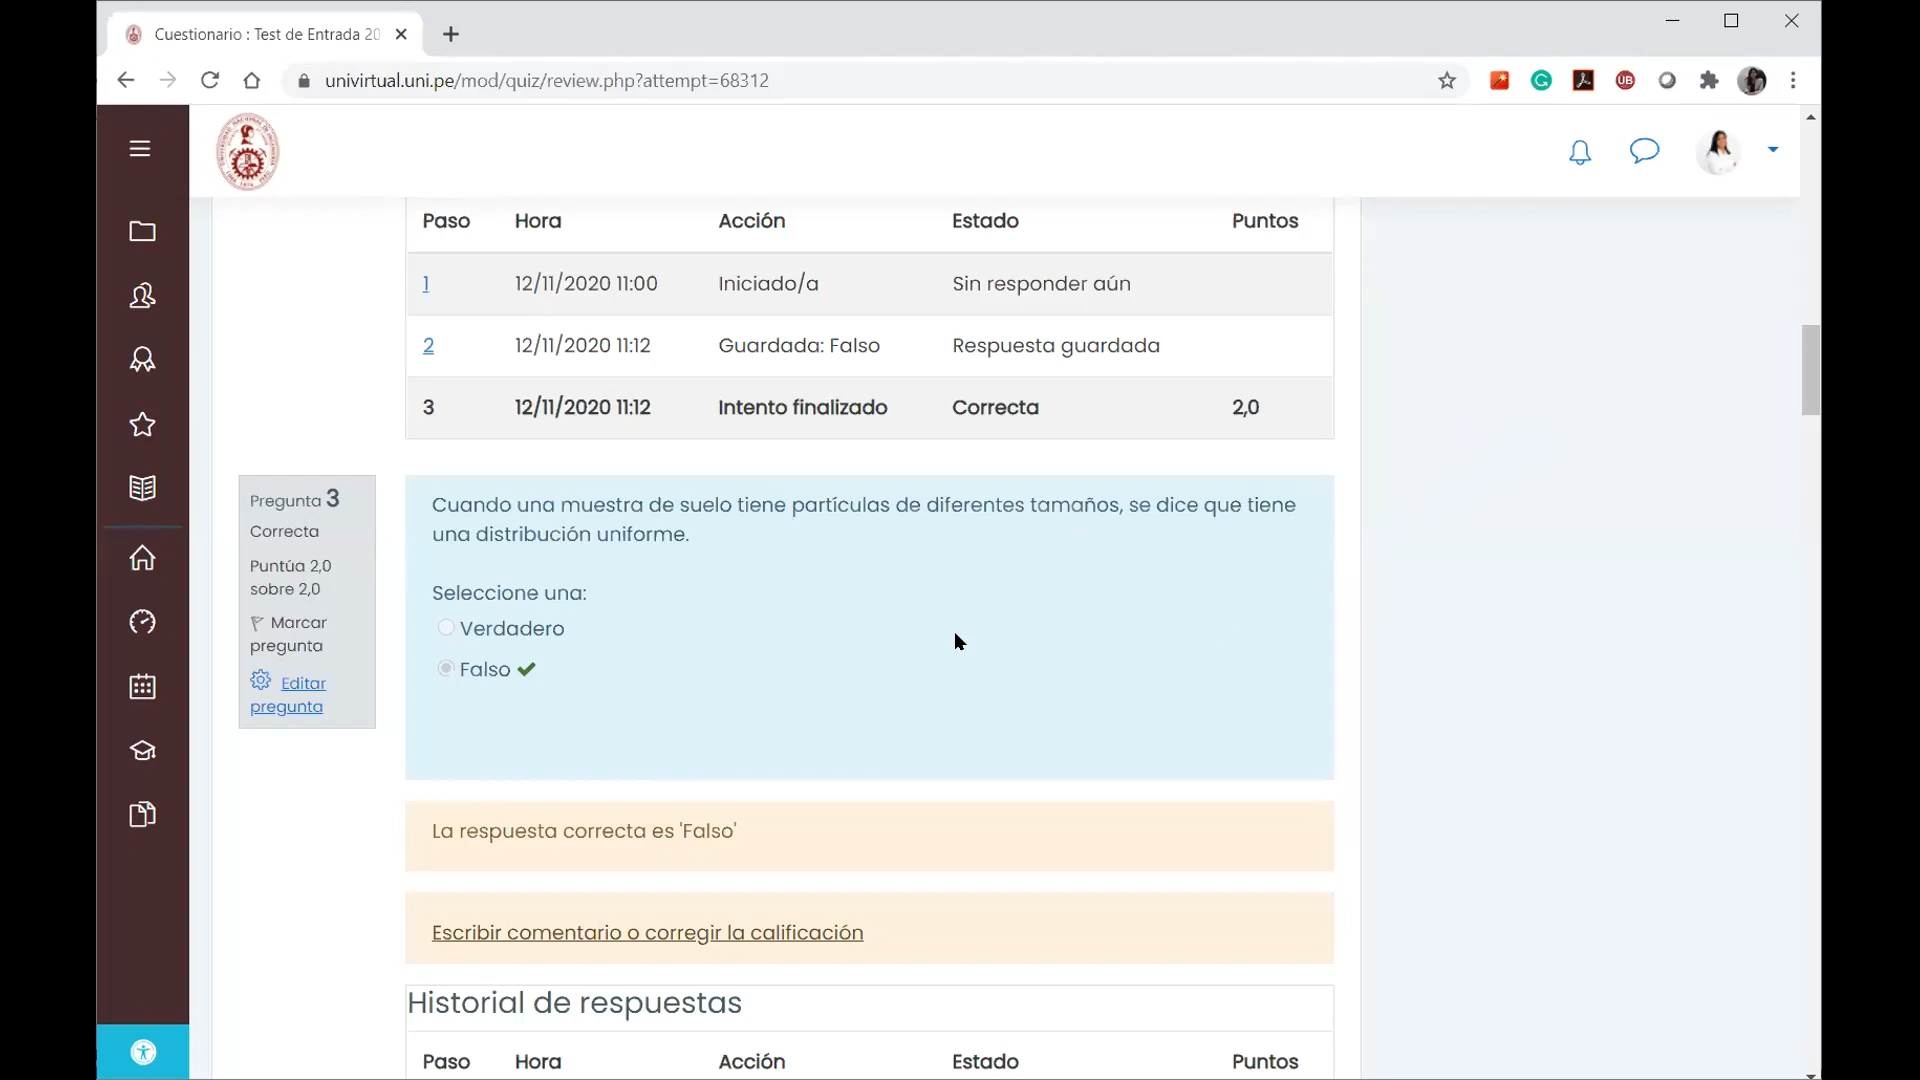 Cuestionario : Test de Entrada 20
univirtual.uni.pe/mod/quiz/review.php?attempt=68312
Paso Hora Acción Estado Puntos
1 12/11/2020 11:00 Iniciado/a Sin responder aún
2 12/11/2020 11:12 Guardada: Falso Respuesta guardada
3 12/11/2020 11:12 Intento finalizado Correcta 2,0
Pregunta 3
Correcta
Puntúa 2,0
sobre 2,0
Marcar
pregunta
Editar
pregunta
Cuando una muestra de suelo tiene partículas de diferentes tamaños, se dice que tiene
una distribución uniforme.
Seleccione una:
Verdadero
Falso
La respuesta correcta es 'Falso'
Escribir comentario o corregir la calificación
Historial de respuestas
Paso Hora Acción Estado Puntos